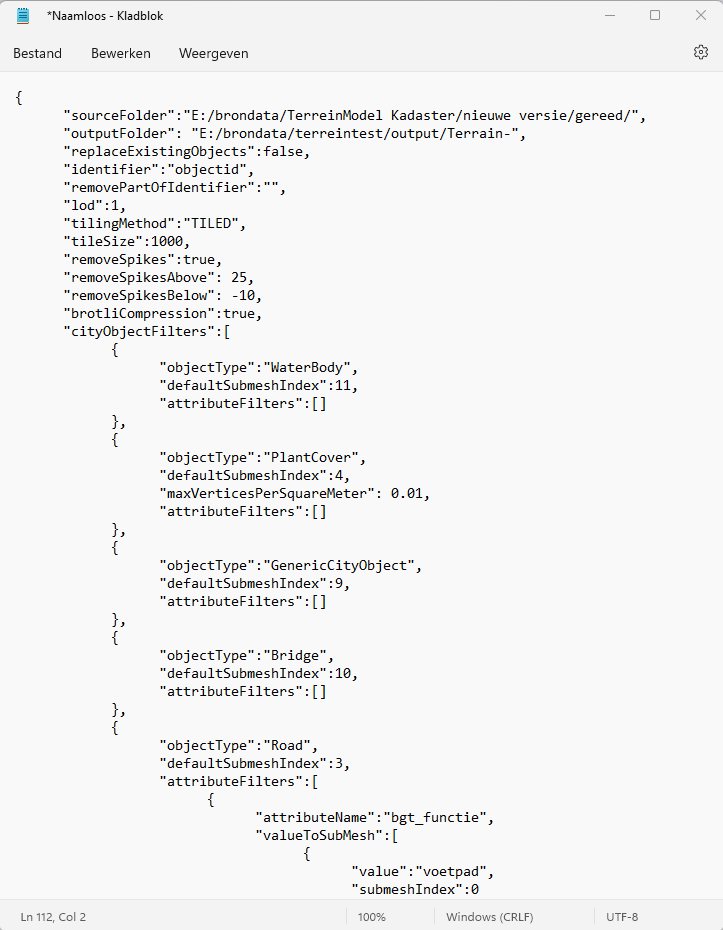 *Naamloos - Kladblok
Bestand Bewerken Weergeven
{
"sourceFolder":"E:/brondata/TerreinModel Kadaster/nieuwe versie/gereed/",
"outputFolder": "E:/brondata/terreintest/output/Terrain-",
"replaceExistingObjects":false,
"identifier":"objectid",
"removePartOfIdentifier":"",
"lod":1,
"tilingMethod":"TILED",
"tileSize":1000,
"removeSpikes":true,
"removeSpikesAbove": 25,
"removeSpikesBelow": -10,
"brotliCompression":true,
"cityObjectFilters":[
{
"objectType":"WaterBody",
"defaultSubmeshIndex":11,
"attributeFilters":[]
},
{
"objectType":"PlantCover",
"defaultSubmeshIndex":4,
"maxVerticesPerSquareMeter": 0.01,
"attributeFilters":[]
},
{
"objectType":"GenericCityObject",
"defaultSubmeshIndex":9,
"attributeFilters":[]
},
{
"objectType":"Bridge",
"defaultSubmeshIndex":10,
"attributeFilters":[]
},
{
"objectType":"Road",
"defaultSubmeshIndex":3,
"attributeFilters":[
{
"attributeName":"bgt_functie",
"valueToSubMesh":[
{
"value":"voetpad",
"submeshIndex":0
Ln 112, Col 2 100% Windows (CRLF) UTF-8